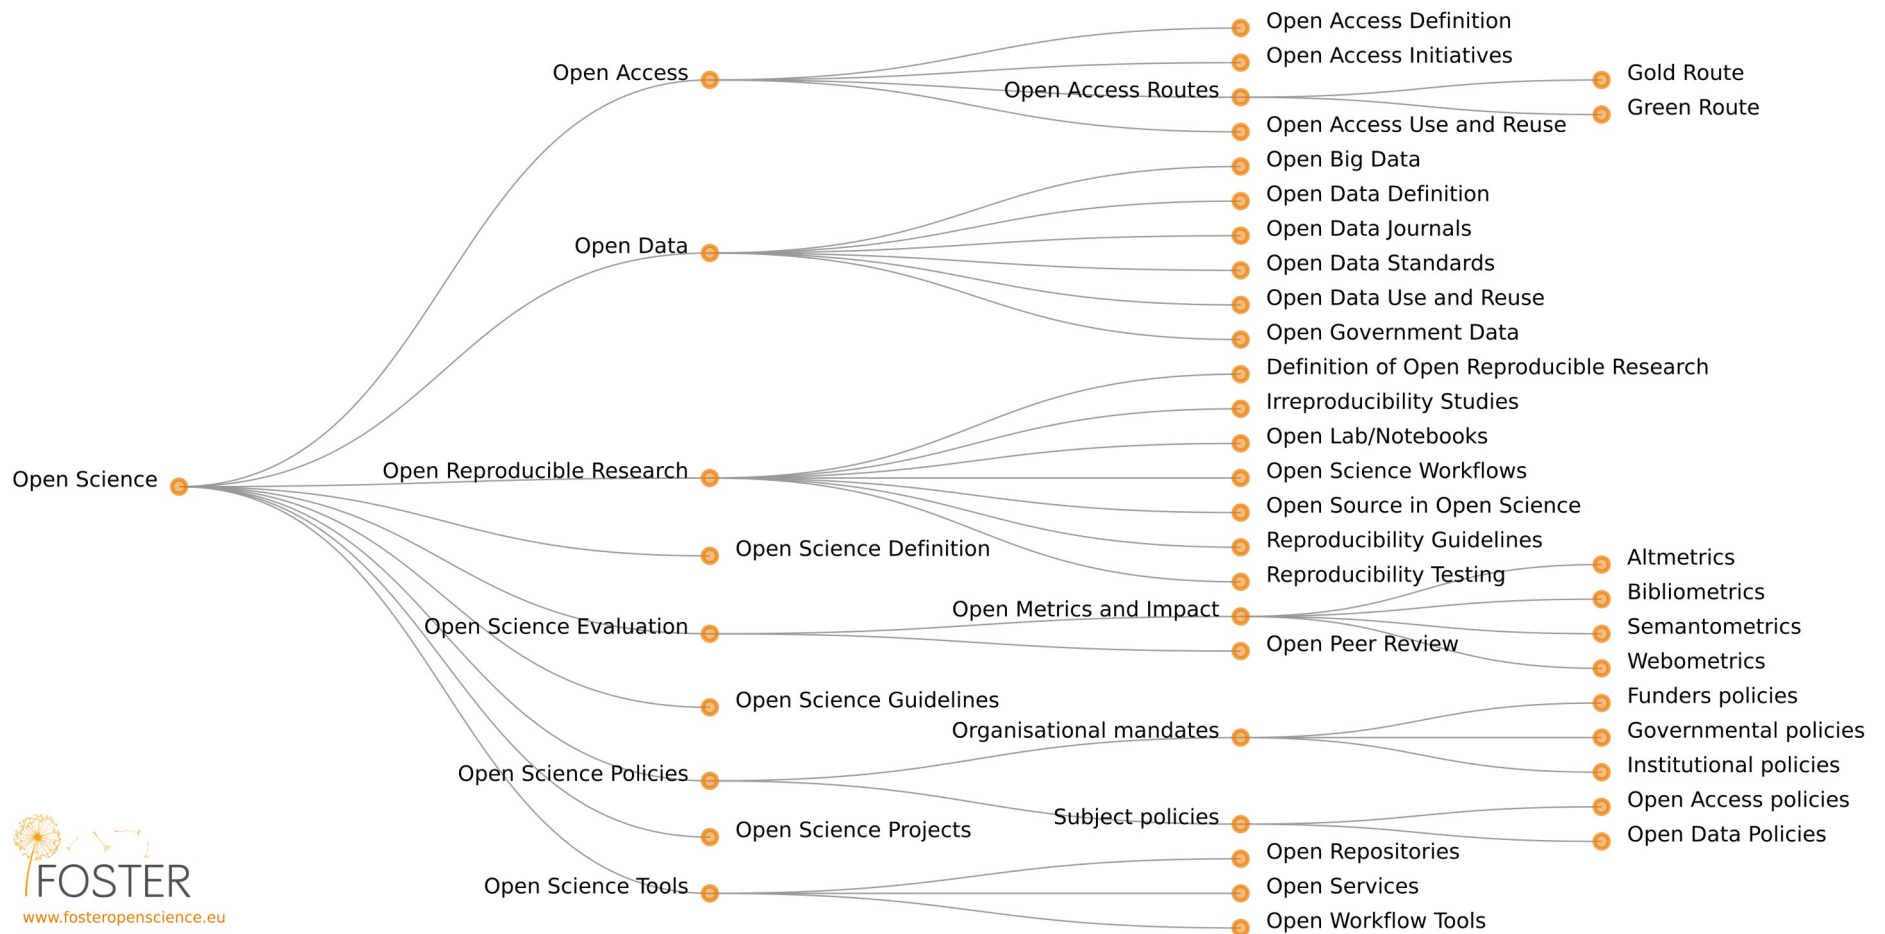 Open Science
Open Access
Open Access Definition
Open Access Initiatives
Open Access Routes
Gold Route
Green Route
Open Access Use and Reuse
Open Data
Open Big Data
Open Data Definition
Open Data Journals
Open Data Standards
Open Data Use and Reuse
Open Government Data
Open Reproducible Research
Definition of Open Reproducible Research
Irreproducibility Studies
Open Lab/Notebooks
Open Science Workflows
Open Source in Open Science
Reproducibility Guidelines
Reproducibility Testing
Open Science Definition
Open Science Evaluation
Open Metrics and Impact
Altmetrics
Bibliometrics
Semantometrics
Webometrics
Open Peer Review
Open Science Guidelines
Open Science Policies
Organisational mandates
Funders policies
Governmental policies
Institutional policies
Subject policies
Open Access policies
Open Data Policies
Open Science Projects
Open Science Tools
Open Repositories
Open Services
Open Workflow Tools
FOSTER
www.fosteropenscience.eu